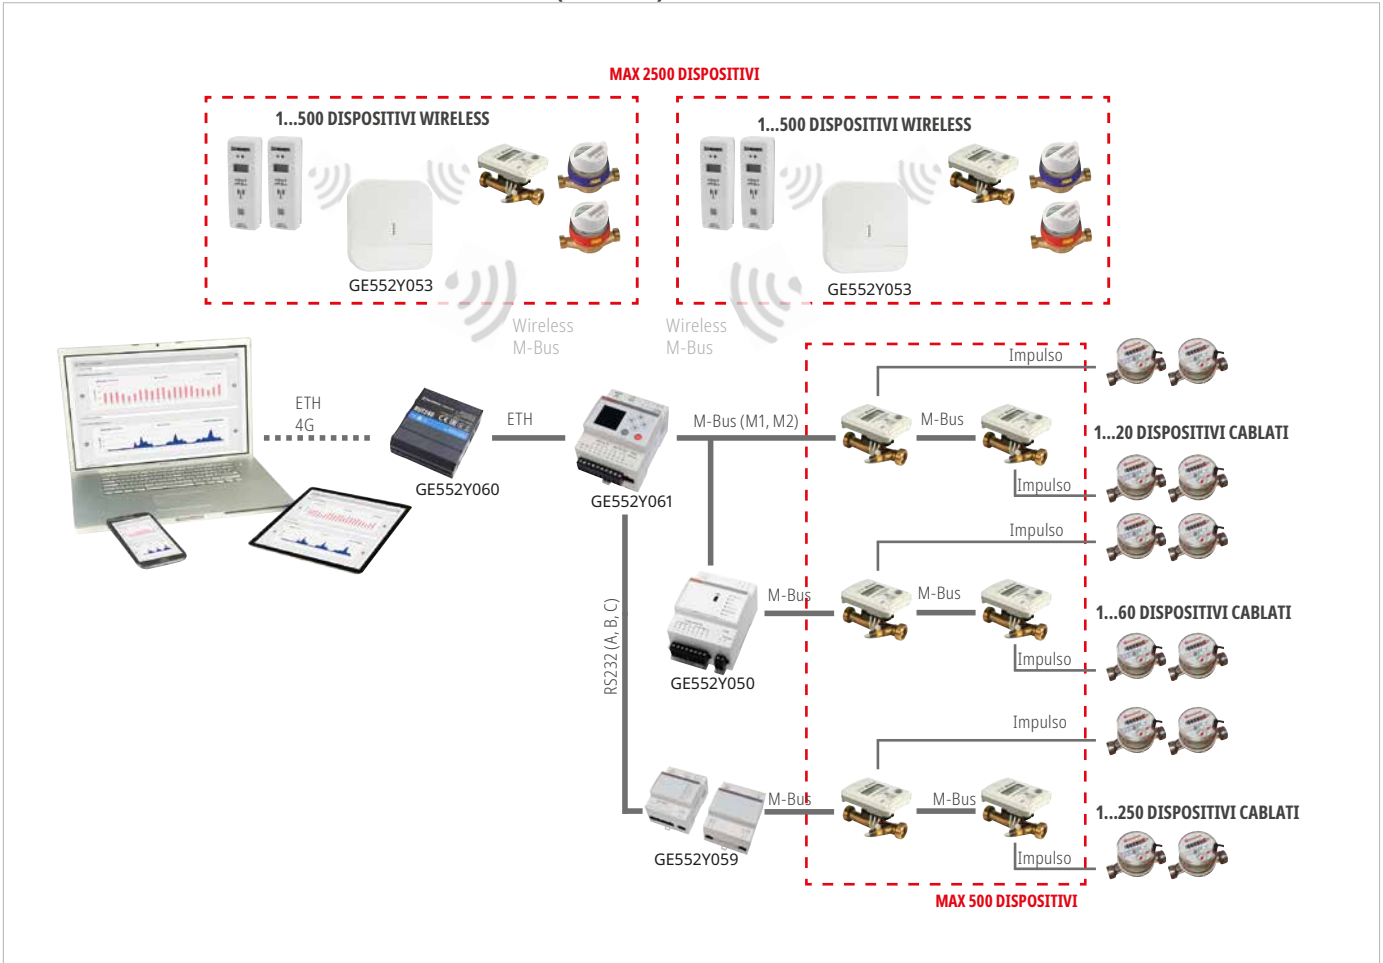 MAX 2500 DISPOSITIVI
1...500 DISPOSITIVI WIRELESS
1...500 DISPOSITIVI WIRELESS
GE552Y053
GE552Y053
Wireless
M-Bus
Wireless
M-Bus
Impulso
ETH
4G
ETH
M-Bus (M1, M2)
M-Bus
1...20 DISPOSITIVI CABLATI
GE552Y060
GE552Y061
Impulso
Impulso
M-Bus
M-Bus
1...60 DISPOSITIVI CABLATI
RS232 (A, B, C)
GE552Y050
Impulso
Impulso
M-Bus
M-Bus
1...250 DISPOSITIVI CABLATI
GE552Y059
Impulso
MAX 500 DISPOSITIVI